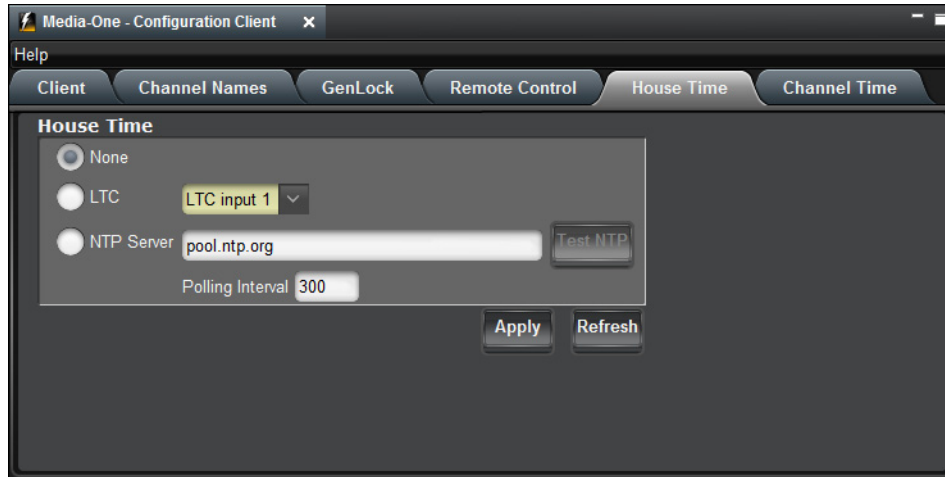 Media-One - Configuration Client
Help
Client Channel Names GenLock Remote Control House Time Channel Time
House Time
None
LTC LTC input 1
NTP Server pool.ntp.org Test NTP
Polling Interval 300
Apply Refresh